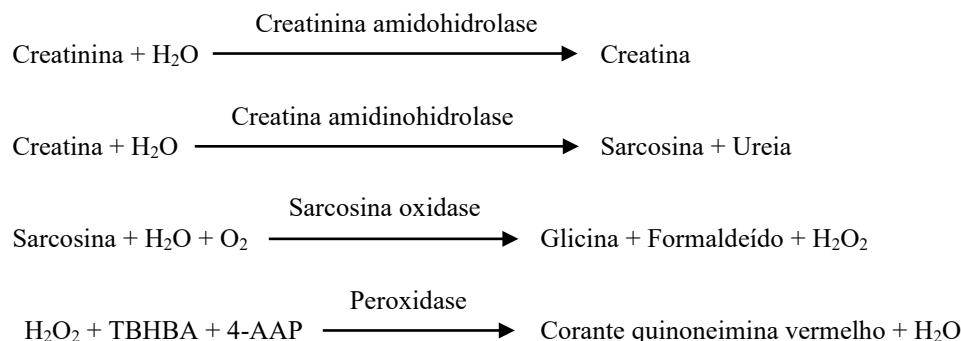 Creatinina amidohidrolase
Creatinina + H₂O Creatina
Creatina amidinohidrolase
Creatina + H₂O Sarcosina + Ureia
Sarcosina oxidase
Sarcosina + H₂O + O₂ Glicina + Formaldeído + H₂O₂
Peroxidase
H₂O₂ + TBHBA + 4-AAP Corante quinoneimina vermelho + H₂O